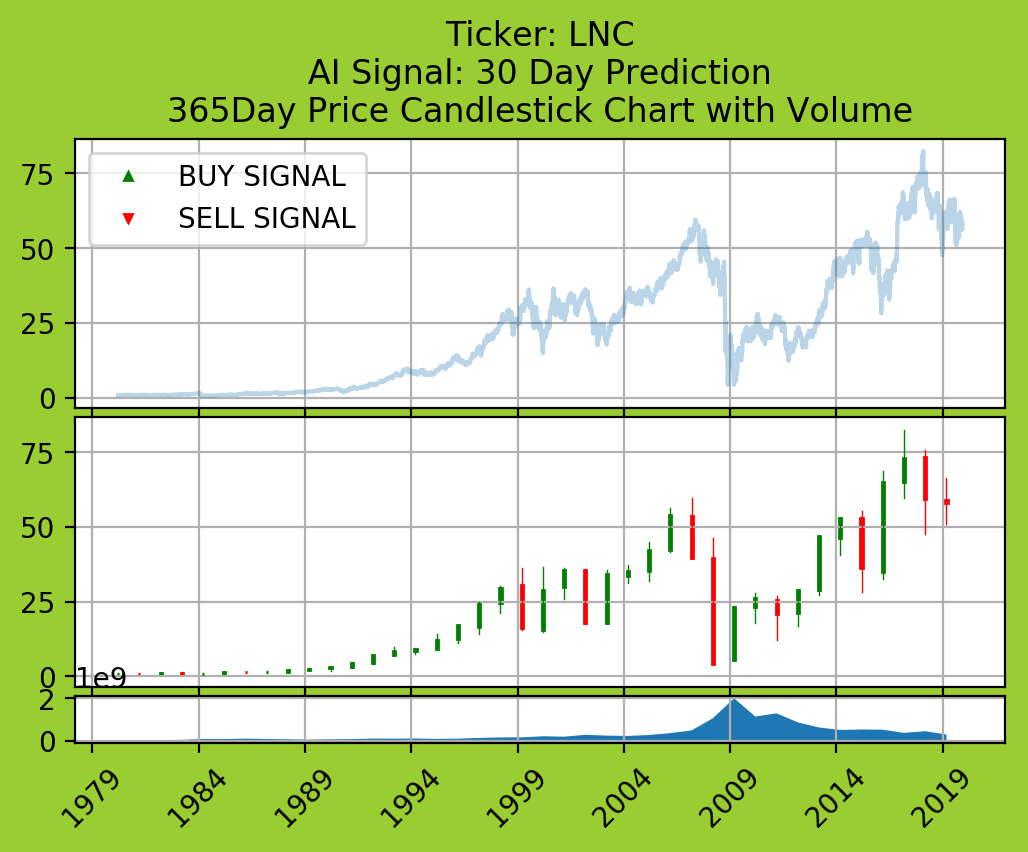 Ticker: LNC
AI Signal: 30 Day Prediction
365Day Price Candlestick Chart with Volume
BUY SIGNAL
SELL SIGNAL
75
50
25
0
75
50
25
0
1e9
2
0
1979 1984 1989 1994 1999 2004 2009 2014 2019